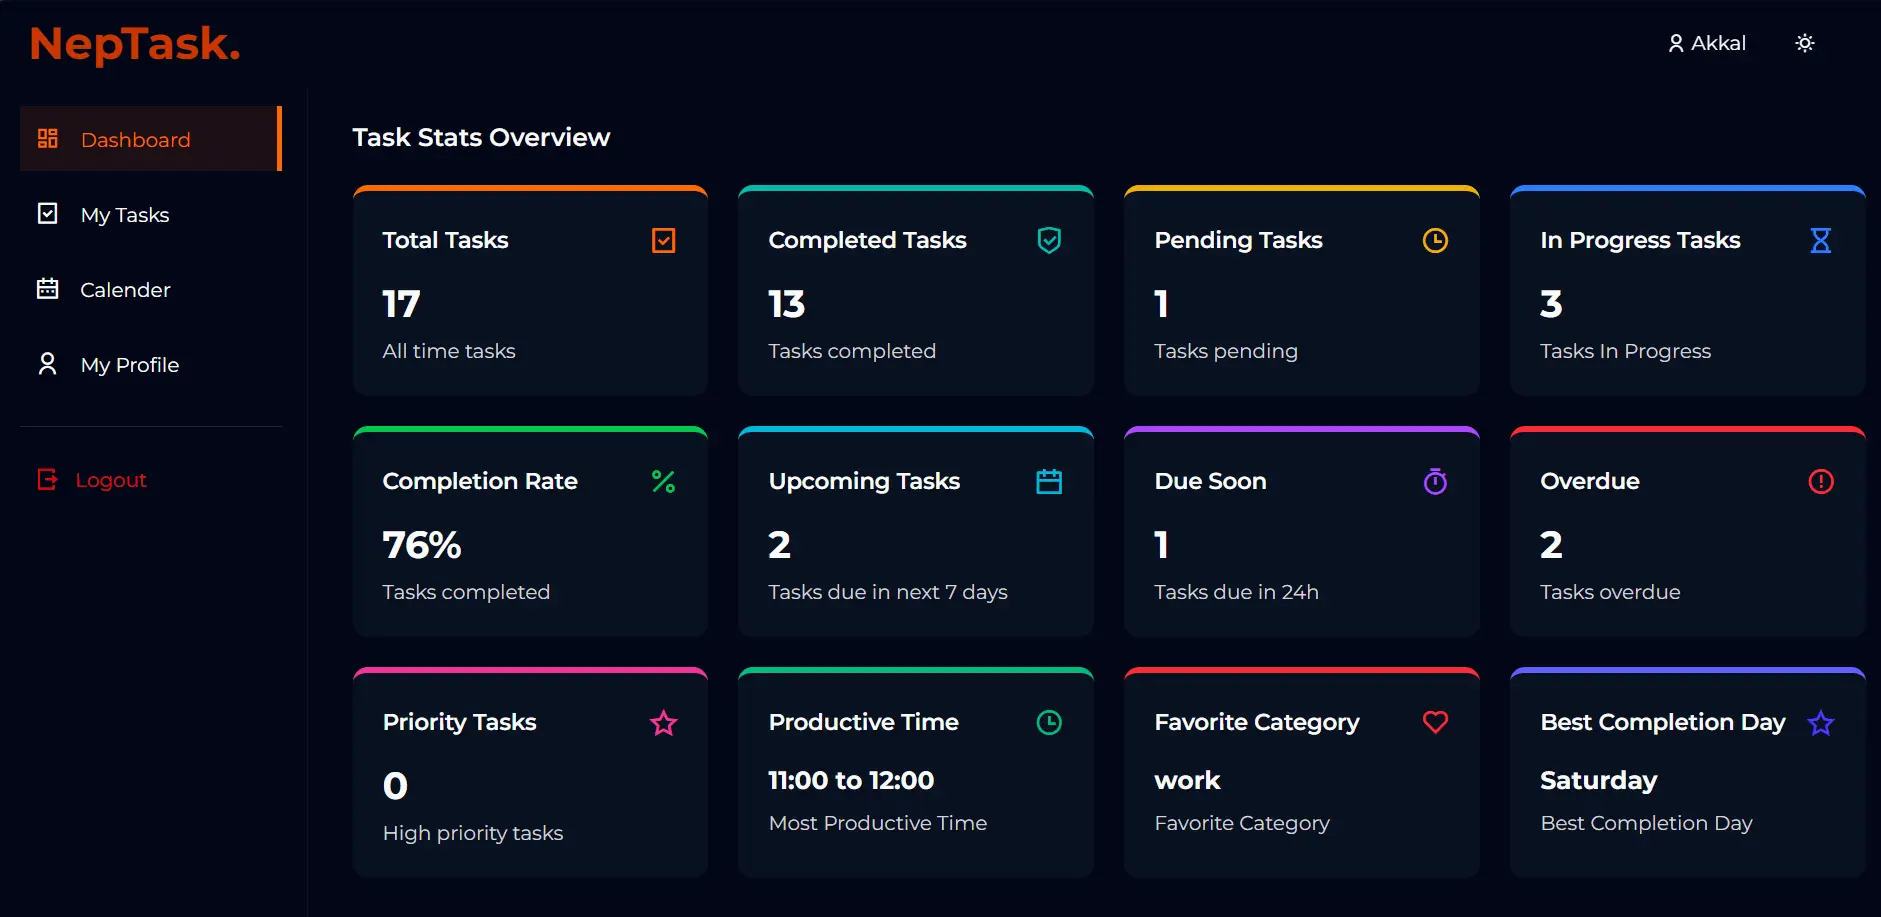 NepTask.
Akkal
Dashboard
My Tasks
Calender
My Profile
Logout
Task Stats Overview
Total Tasks
17
All time tasks
Completed Tasks
13
Tasks completed
Pending Tasks
1
Tasks pending
In Progress Tasks
3
Tasks In Progress
Completion Rate
76%
Tasks completed
Upcoming Tasks
2
Tasks due in next 7 days
Due Soon
1
Tasks due in 24h
Overdue
2
Tasks overdue
Priority Tasks
0
High priority tasks
Productive Time
11:00 to 12:00
Most Productive Time
Favorite Category
work
Favorite Category
Best Completion Day
Saturday
Best Completion Day